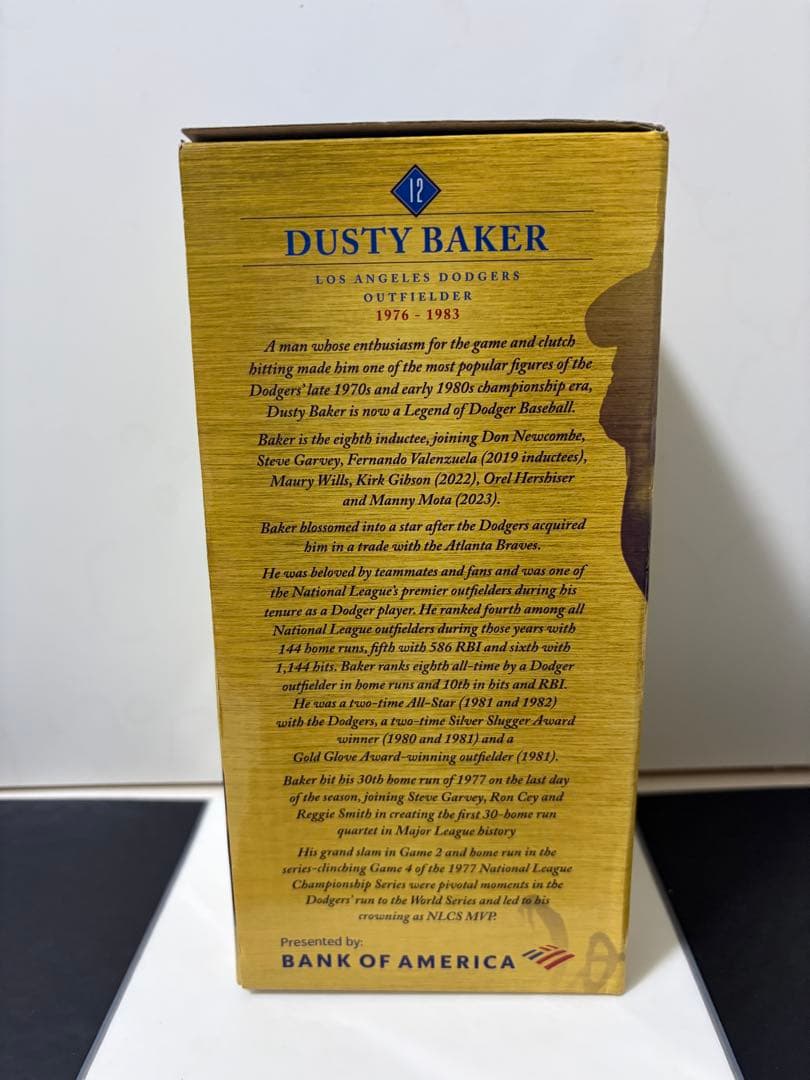 12
DUSTY BAKER
LOS ANGELES DODGERS
OUTFIELDER
1976 - 1983
A man whose enthusiasm for the game and clutch
hitting made him one of the most popular figures of the
Dodgers' late 1970s and early 1980s championship era,
Dusty Baker is now a Legend of Dodger Baseball.
Baker is the eighth inductee, joining Don Newcombe,
Steve Garvey, Fernando Valenzuela (2019 inductees),
Maury Wills, Kirk Gibson (2022), Orel Hershiser
and Manny Mota (2023).
Baker blossomed into a star after the Dodgers acquired
him in a trade with the Atlanta Braves.
He was beloved by teammates and fans and was one of
the National League's premier outfielders during his
tenure as a Dodger player. He ranked fourth among all
National League outfielders during those years with
144 home runs, fifth with 586 RBI and sixth with
1,144 hits. Baker ranks eighth all-time by a Dodger
outfielder in home runs and 10th in hits and RBI.
He was a two-time All-Star (1981 and 1982)
with the Dodgers, a two-time Silver Slugger Award
winner (1980 and 1981) and a
Gold Glove Award-winning outfielder (1981).
Baker hit his 30th home run of 1977 on the last day
of the season, joining Steve Garvey, Ron Cey and
Reggie Smith in creating the first 30-home run
quartet in Major League history
His grand slam in Game 2 and home run in the
series-clinching Game 4 of the 1977 National League
Championship Series were pivotal moments in the
Dodgers' run to the World Series and led to his
crowning as NLCS MVP.
Presented by:
BANK OF AMERICA